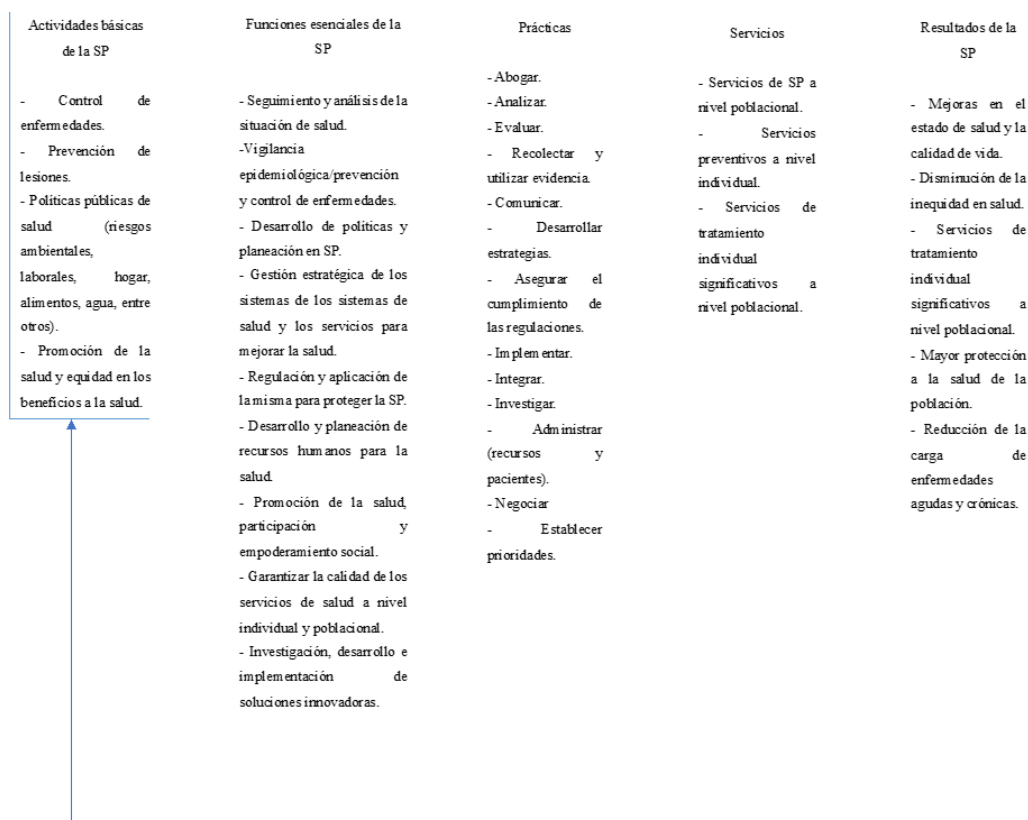 Actividades básicas
de la SP
- Control de
enfermedades.
- Prevención de
lesiones.
- Políticas públicas de
salud (riesgos
ambientales,
laborales, hogar,
alimentos, agua, entre
otros).
- Promoción de la
salud y equidad en los
beneficios a la salud.
Funciones esenciales de la
SP
- Seguimiento y análisis de la
situación de salud.
-Vigilancia
epidemiológica/prevención
y control de enfermedades.
- Desarrollo de políticas y
planeación en SP.
- Gestión estratégica de los
sistemas de los sistemas de
salud y los servicios para
mejorar la salud.
- Regulación y aplicación de
la misma para proteger la SP.
- Desarrollo y planeación de
recursos humanos para la
salud.
- Promoción de la salud,
participación y
empoderamiento social.
- Garantizar la calidad de los
servicios de salud a nivel
individual y poblacional.
- Investigación, desarrollo e
implementación de
soluciones innovadoras.
Prácticas
- Abogar.
- Analizar.
- Evaluar.
- Recolectar y
utilizar evidencia.
- Comunicar.
- Desarrollar
estrategias.
- Asegurar el
cumplimiento de
las regulaciones.
- Implementar.
- Integrar.
- Investigar.
- Administrar
(recursos y
pacientes).
- Negociar
- Establecer
prioridades.
Servicios
- Servicios de SP a
nivel poblacional.
- Servicios
preventivos a nivel
individual.
- Servicios de
tratamiento
individual
significativos a
nivel poblacional.
Resultados de la
SP
- Mejoras en el
estado de salud y la
calidad de vida.
- Disminución de la
inequidad en salud.
- Servicios de
tratamiento
individual
significativos a
nivel poblacional.
- Mayor protección
a la salud de la
población.
- Reducción de la
carga de
enfermedades
agudas y crónicas.